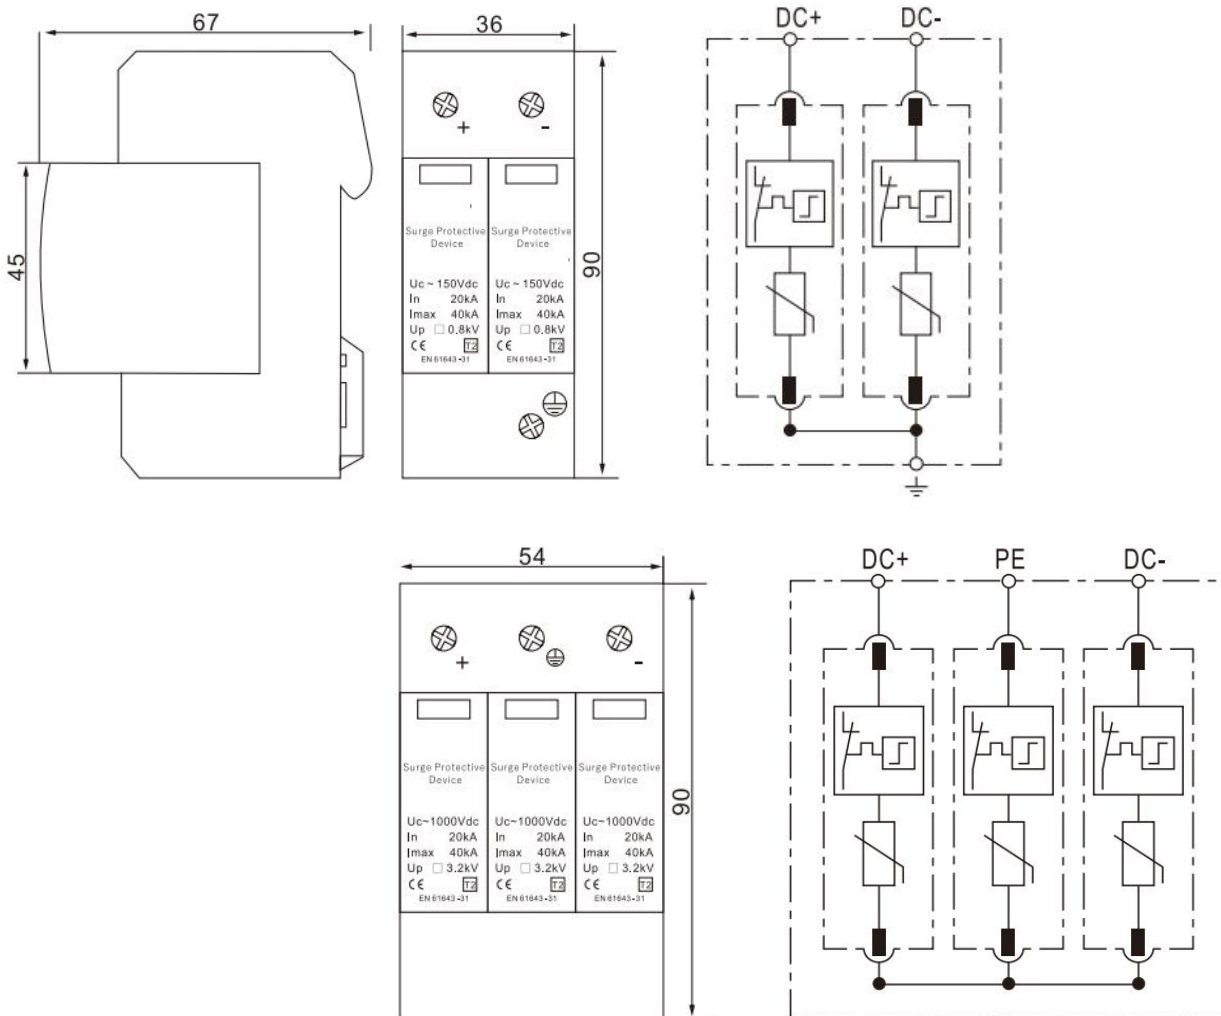 67
36
DC+ DC-
+ -
45
90
Surge Protective
Device
Uc ~ 150Vdc
In 20kA
Imax 40kA
Up □ 0.8kV
CE T2
EN 61643-31
Surge Protective
Device
Uc ~ 150Vdc
In 20kA
Imax 40kA
Up □ 0.8kV
CE T2
EN 61643-31
54
DC+ PE DC-
+ -
90
Surge Protective
Device
Uc~1000Vdc
In 20kA
Imax 40kA
Up □ 3.2kV
CE T2
EN 61643-31
Surge Protective
Device
Uc~1000Vdc
In 20kA
Imax 40kA
Up □ 3.2kV
CE T2
EN 61643-31
Surge Protective
Device
Uc~1000Vdc
In 20kA
Imax 40kA
Up □ 3.2kV
CE T2
EN 61643-31